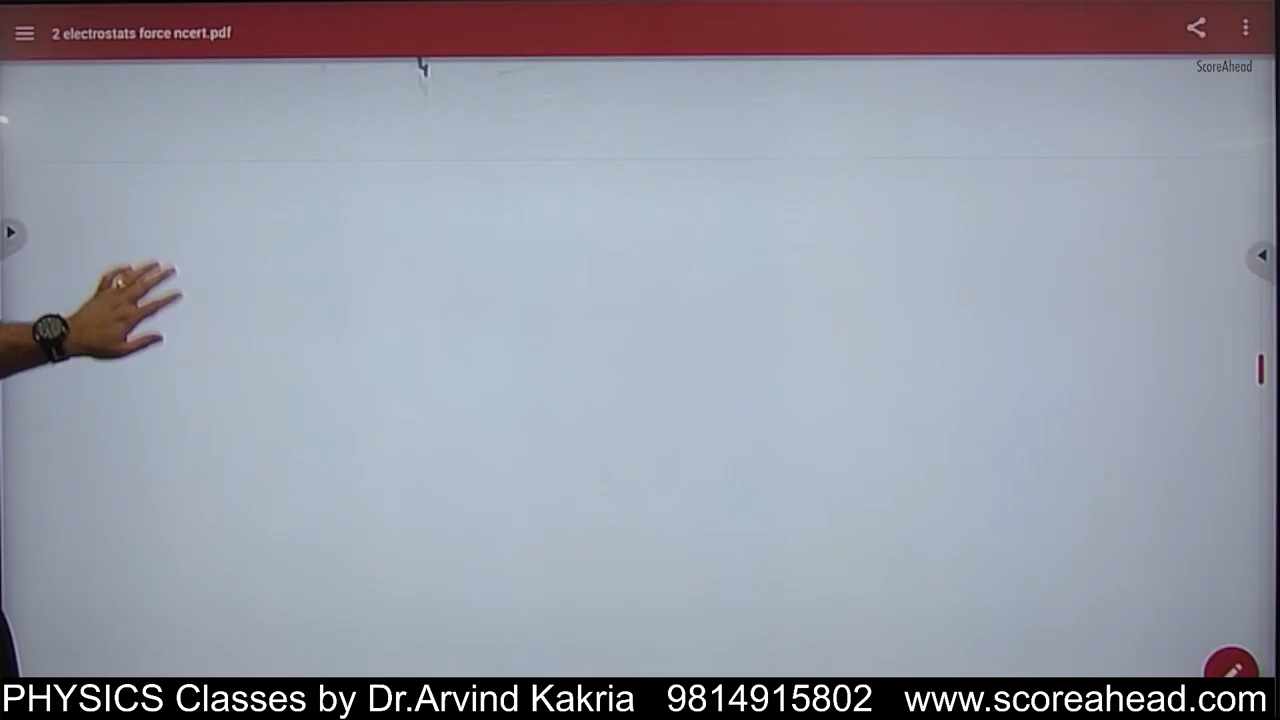 2 electrostats force ncert.pdf
ScoreAhead
PHYSICS Classes by Dr.Arvind Kakria 9814915802 www.scoreahead.com